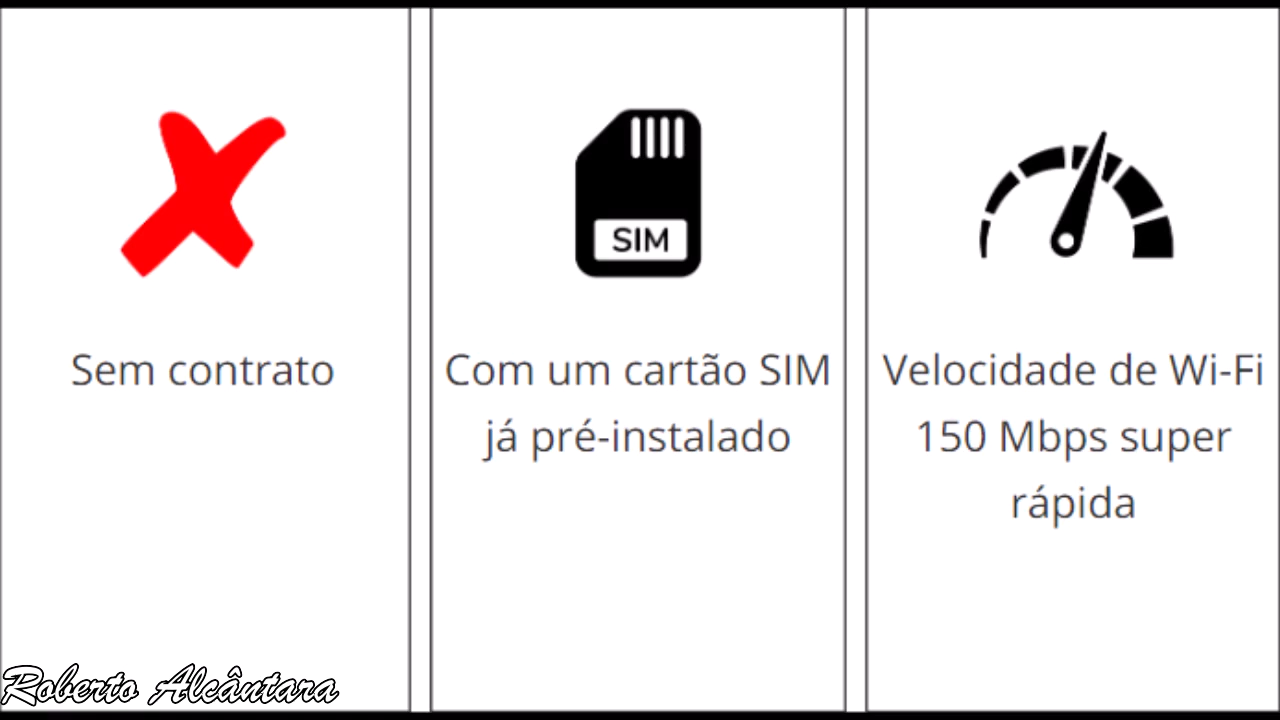 SIM
Sem contrato
Com um cartão SIM
já pré-instalado
Velocidade de Wi-Fi
150 Mbps super
rápida
Roberto Alcântara